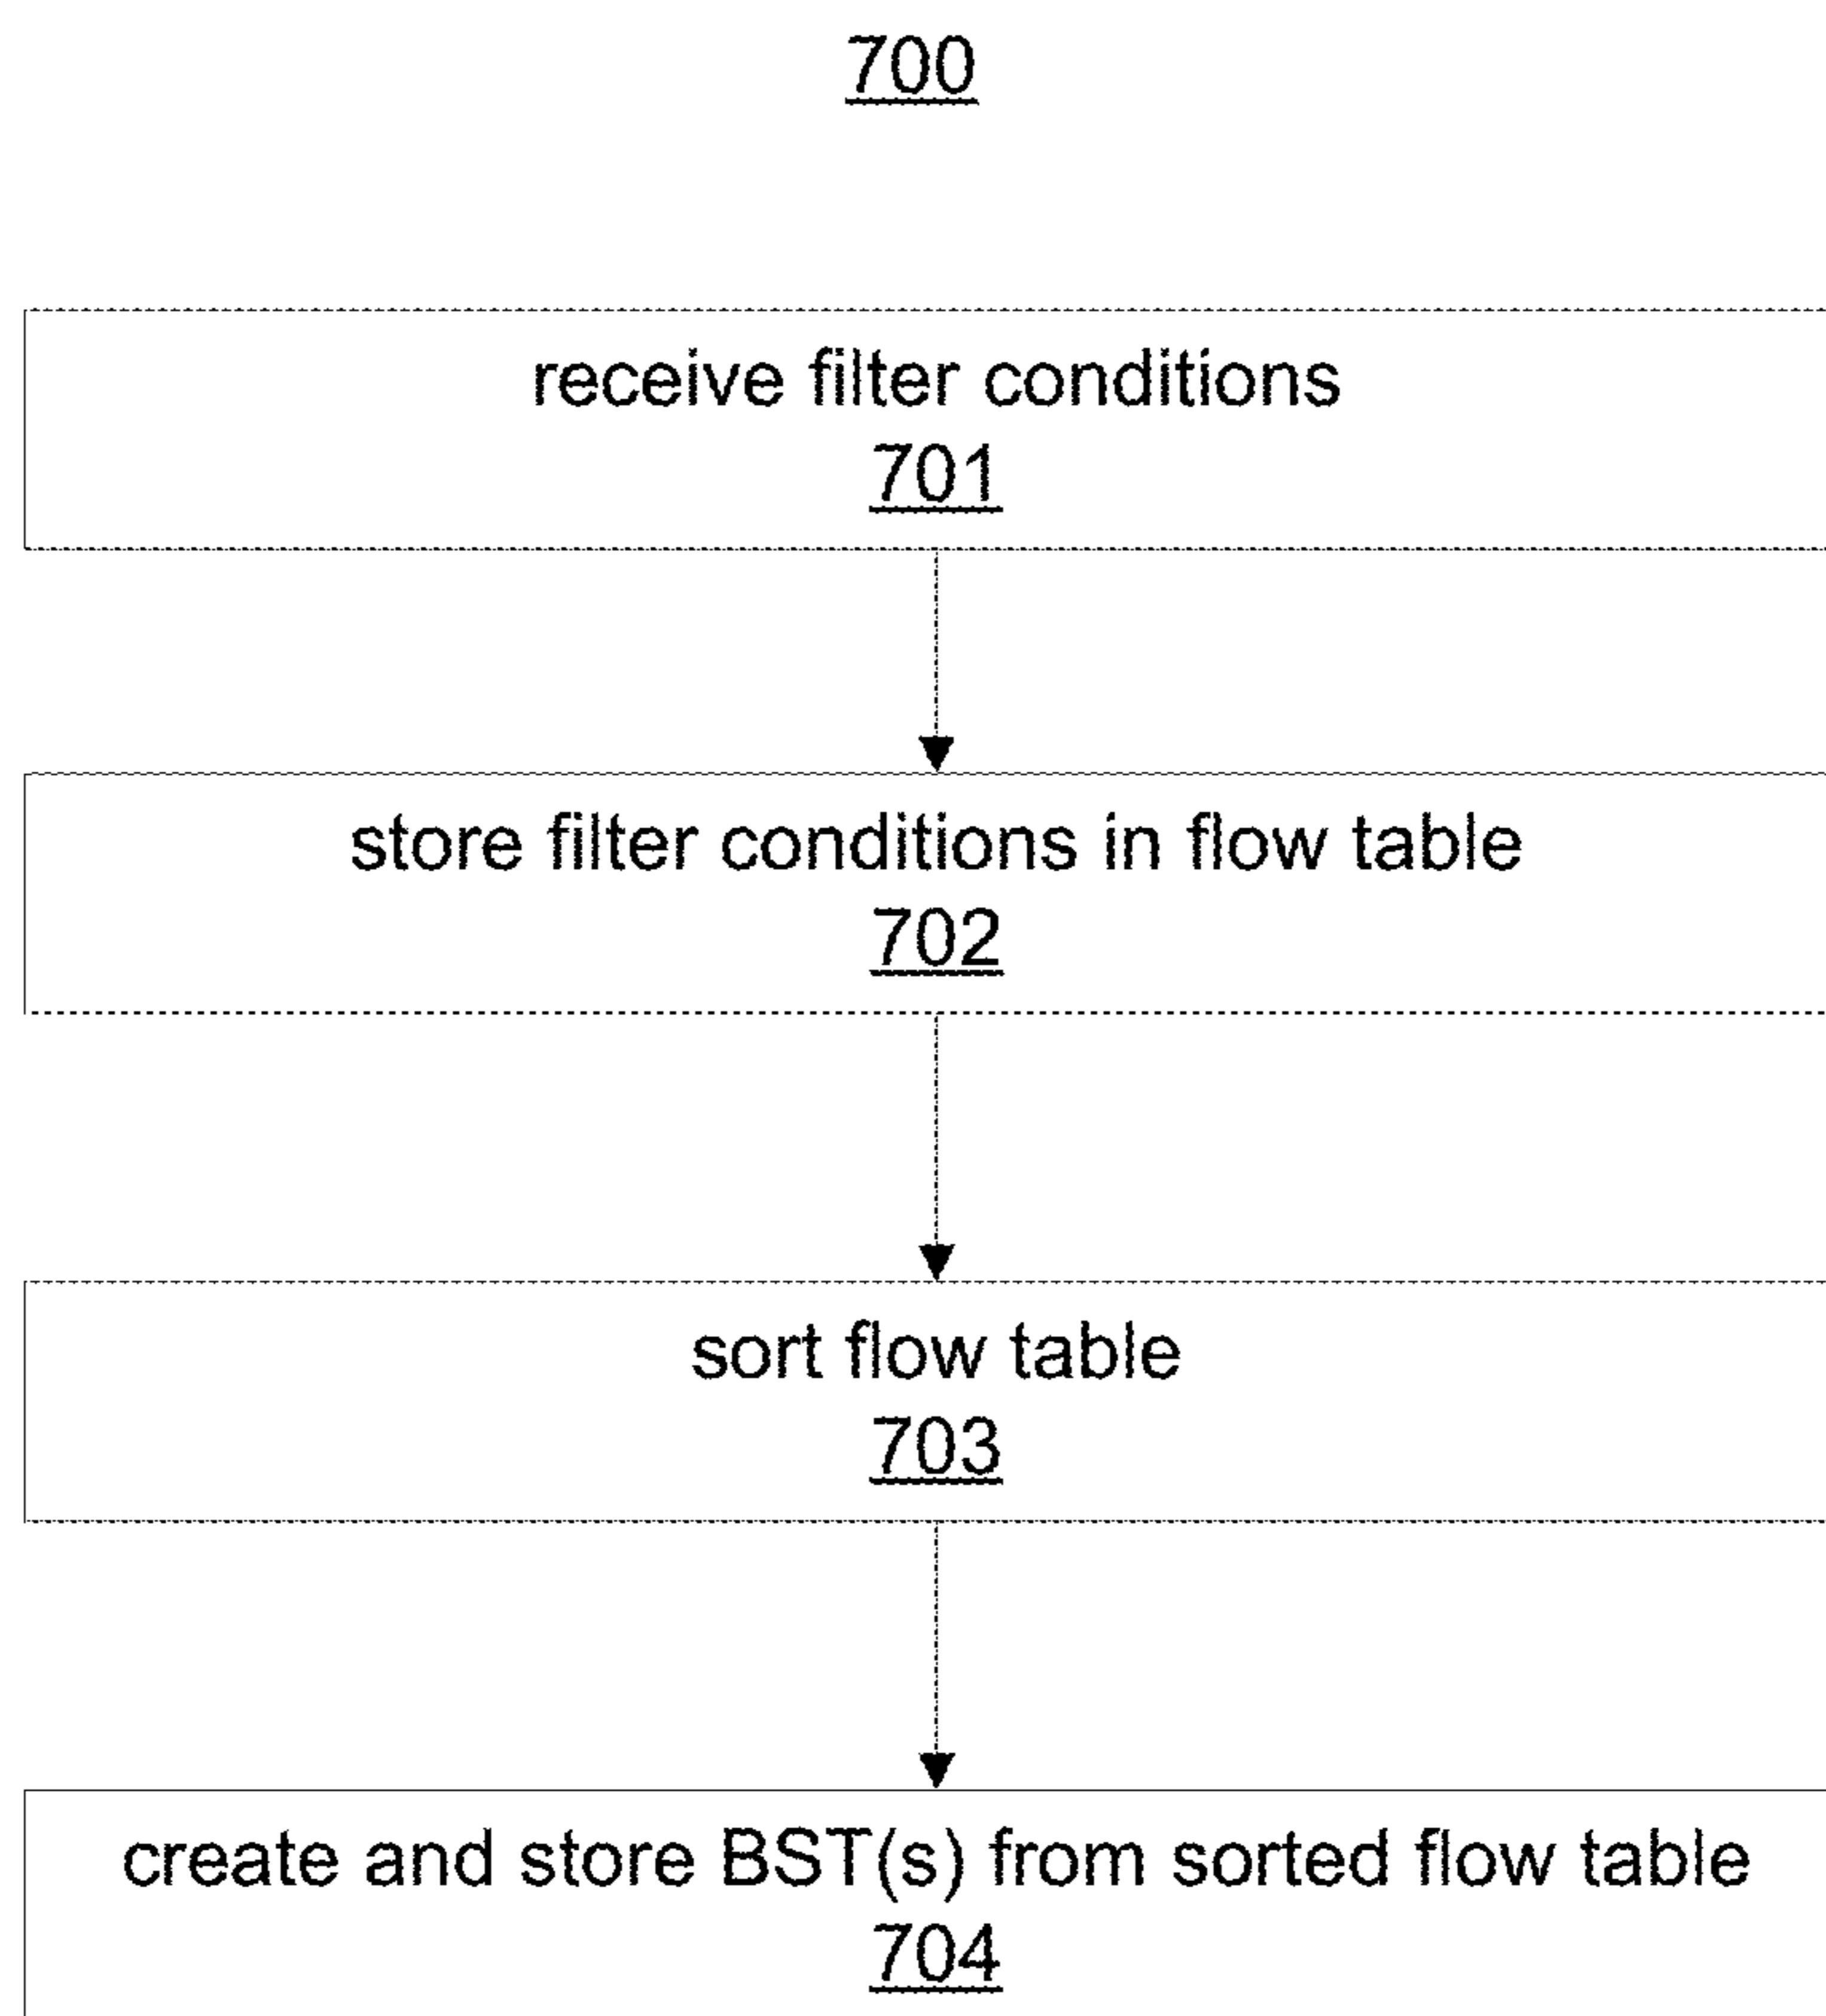 700
receive filter conditions
701
store filter conditions in flow table
702
sort flow table
703
create and store BST(s) from sorted flow table
704